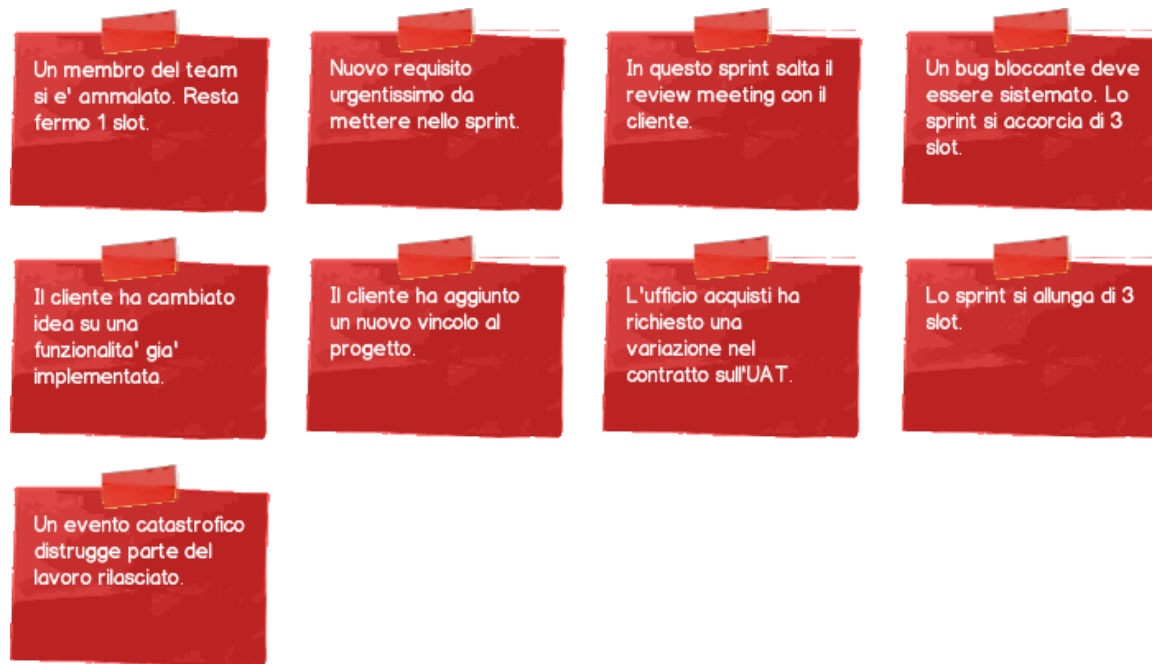 Un membro del team
si e' ammalato. Resta
fermo 1 slot.
Nuovo requisito
urgentissimo da
mettere nello sprint.
In questo sprint salta il
review meeting con il
cliente.
Un bug bloccante deve
essere sistemato. Lo
sprint si accorcia di 3
slot.
Il cliente ha cambiato
idea su una
funzionalita' gia'
implementata.
Il cliente ha aggiunto
un nuovo vincolo al
progetto.
L'ufficio acquisti ha
richiesto una
variazione nel
contratto sull'UAT.
Lo sprint si allunga di 3
slot.
Un evento catastrofico
distrugge parte del
lavoro rilasciato.